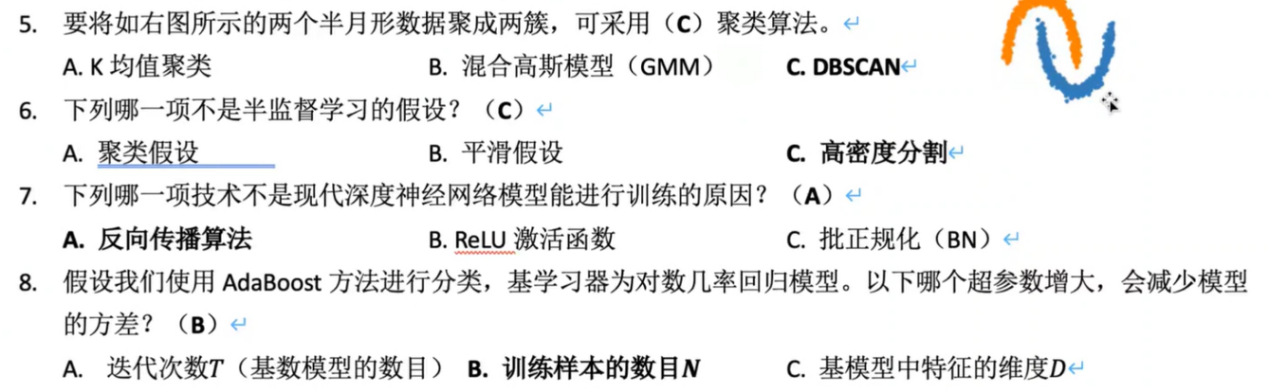 5. 要将如右图所示的两个半月形数据聚成两簇，可采用（C）聚类算法。
A. K 均值聚类 B. 混合高斯模型（GMM） C. DBSCAN
6. 下列哪一项不是半监督学习的假设？（C）
A. 聚类假设 B. 平滑假设 C. 高密度分割
7. 下列哪一项技术不是现代深度神经网络模型能进行训练的原因？（A）
A. 反向传播算法 B. ReLU 激活函数 C. 批正规化（BN）
8. 假设我们使用 AdaBoost 方法进行分类，基学习器为对数几率回归模型。以下哪个超参数增大，会减少模型
的方差？（B）
A. 迭代次数T（基数模型的数目） B. 训练样本的数目N C. 基模型中特征的维度D